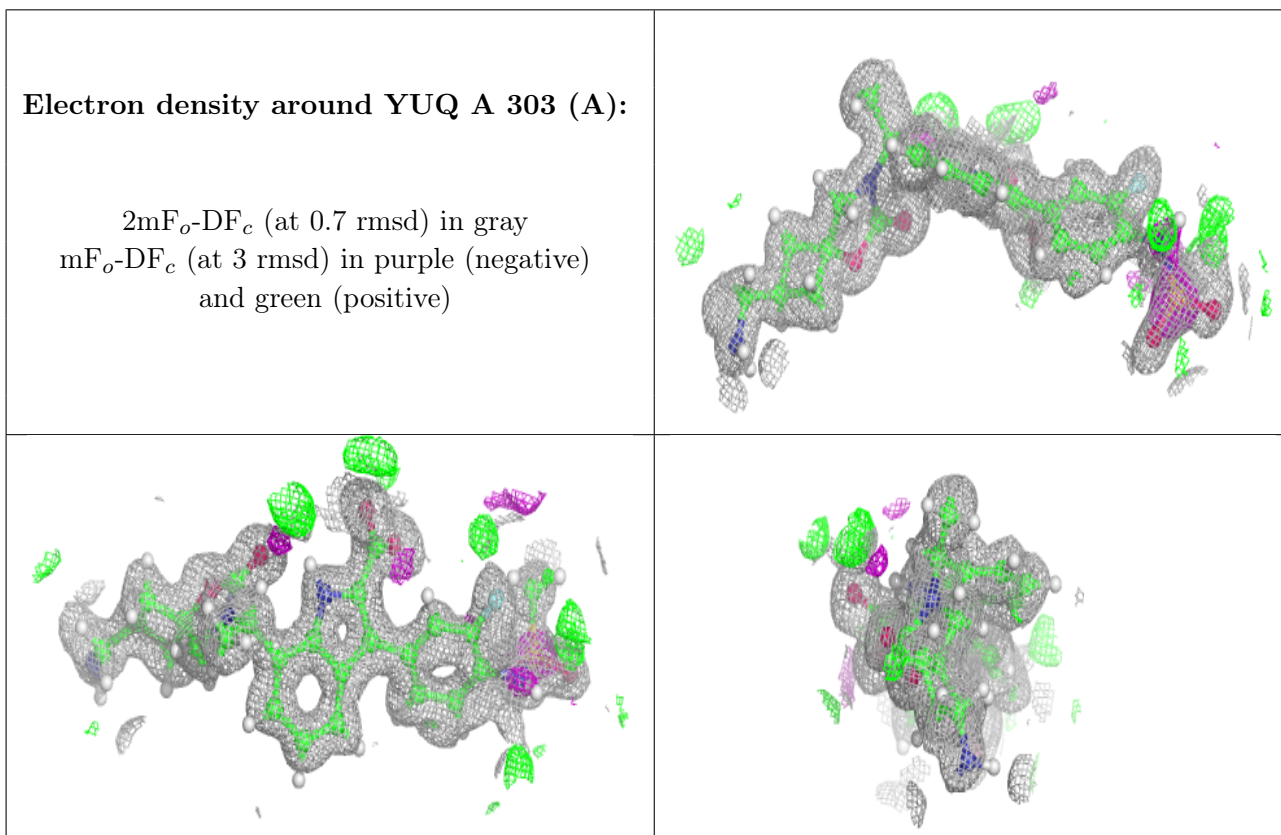 Electron density around YUQ A 303 (A):
2mFo-DFc (at 0.7 rmsd) in gray
mFo-DFc (at 3 rmsd) in purple (negative)
and green (positive)